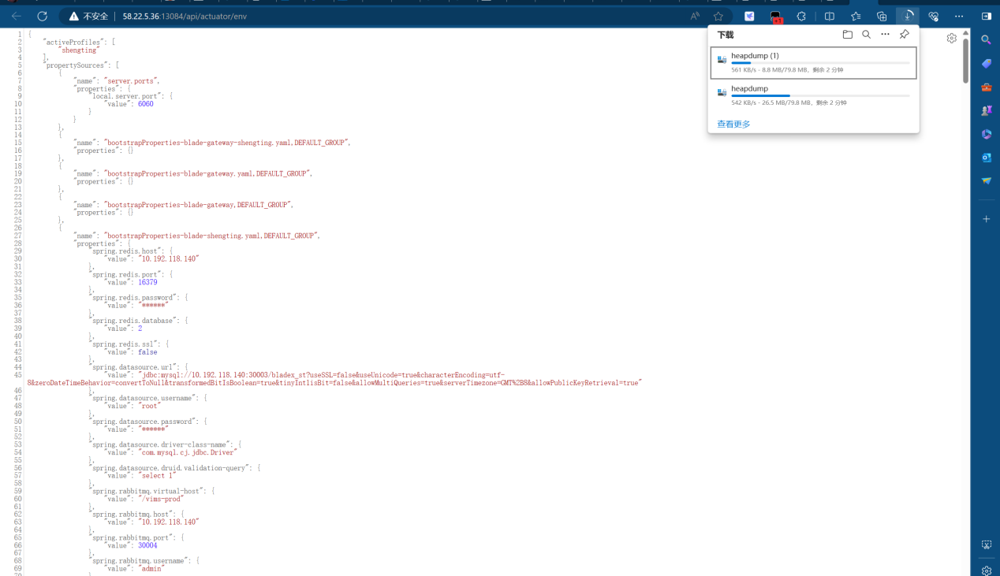 不安全 58.22.5.36:13084/api/actuator/env
下载
heapdump (1)
561 KB/s - 8.8 MB/79.8 MB, 剩余 2 分钟
heapdump
542 KB/s - 26.5 MB/79.8 MB, 剩余 2 分钟
查看更多
1 {
2 "activeProfiles": [
3 "shengting"
4 ],
5 "propertySources": [
6 {
7 "name": "server.ports",
8 "properties": {
9 "local.server.port": {
10 "value": 6060
11 }
12 }
13 },
14 {
15 "name": "bootstrapProperties-blade-gateway-shengting.yaml,DEFAULT_GROUP",
16 "properties": {}
17 },
18 {
19 "name": "bootstrapProperties-blade-gateway.yaml,DEFAULT_GROUP",
20 "properties": {}
21 },
22 {
23 "name": "bootstrapProperties-blade-gateway,DEFAULT_GROUP",
24 "properties": {}
25 },
26 {
27 "name": "bootstrapProperties-blade-shengting.yaml,DEFAULT_GROUP",
28 "properties": {
29 "spring.redis.host": {
30 "value": "10.192.118.140"
31 },
32 "spring.redis.port": {
33 "value": 16379
34 },
35 "spring.redis.password": {
36 "value": "******"
37 },
38 "spring.redis.database": {
39 "value": 2
40 },
41 "spring.redis.ssl": {
42 "value": false
43 },
44 "spring.datasource.url": {
45 "value": "jdbc:mysql://10.192.118.140:30003/bladex_st?useSSL=false&useUnicode=true&characterEncoding=utf-
8&zeroDateTimeBehavior=convertToNull&transformedBitIsBoolean=true&tinyInt1isBit=false&allowMultiQueries=true&serverTimezone=GMT%2B8&allowPublicKeyRetrieval=true"
46 },
47 "spring.datasource.username": {
48 "value": "root"
49 },
50 "spring.datasource.password": {
51 "value": "******"
52 },
53 "spring.datasource.driver-class-name": {
54 "value": "com.mysql.cj.jdbc.Driver"
55 },
56 "spring.datasource.druid.validation-query": {
57 "value": "select 1"
58 },
59 "spring.rabbitmq.virtual-host": {
60 "value": "/vims-prod"
61 },
62 "spring.rabbitmq.host": {
63 "value": "10.192.118.140"
64 },
65 "spring.rabbitmq.port": {
66 "value": 30004
67 },
68 "spring.rabbitmq.username": {
69 "value": "admin"